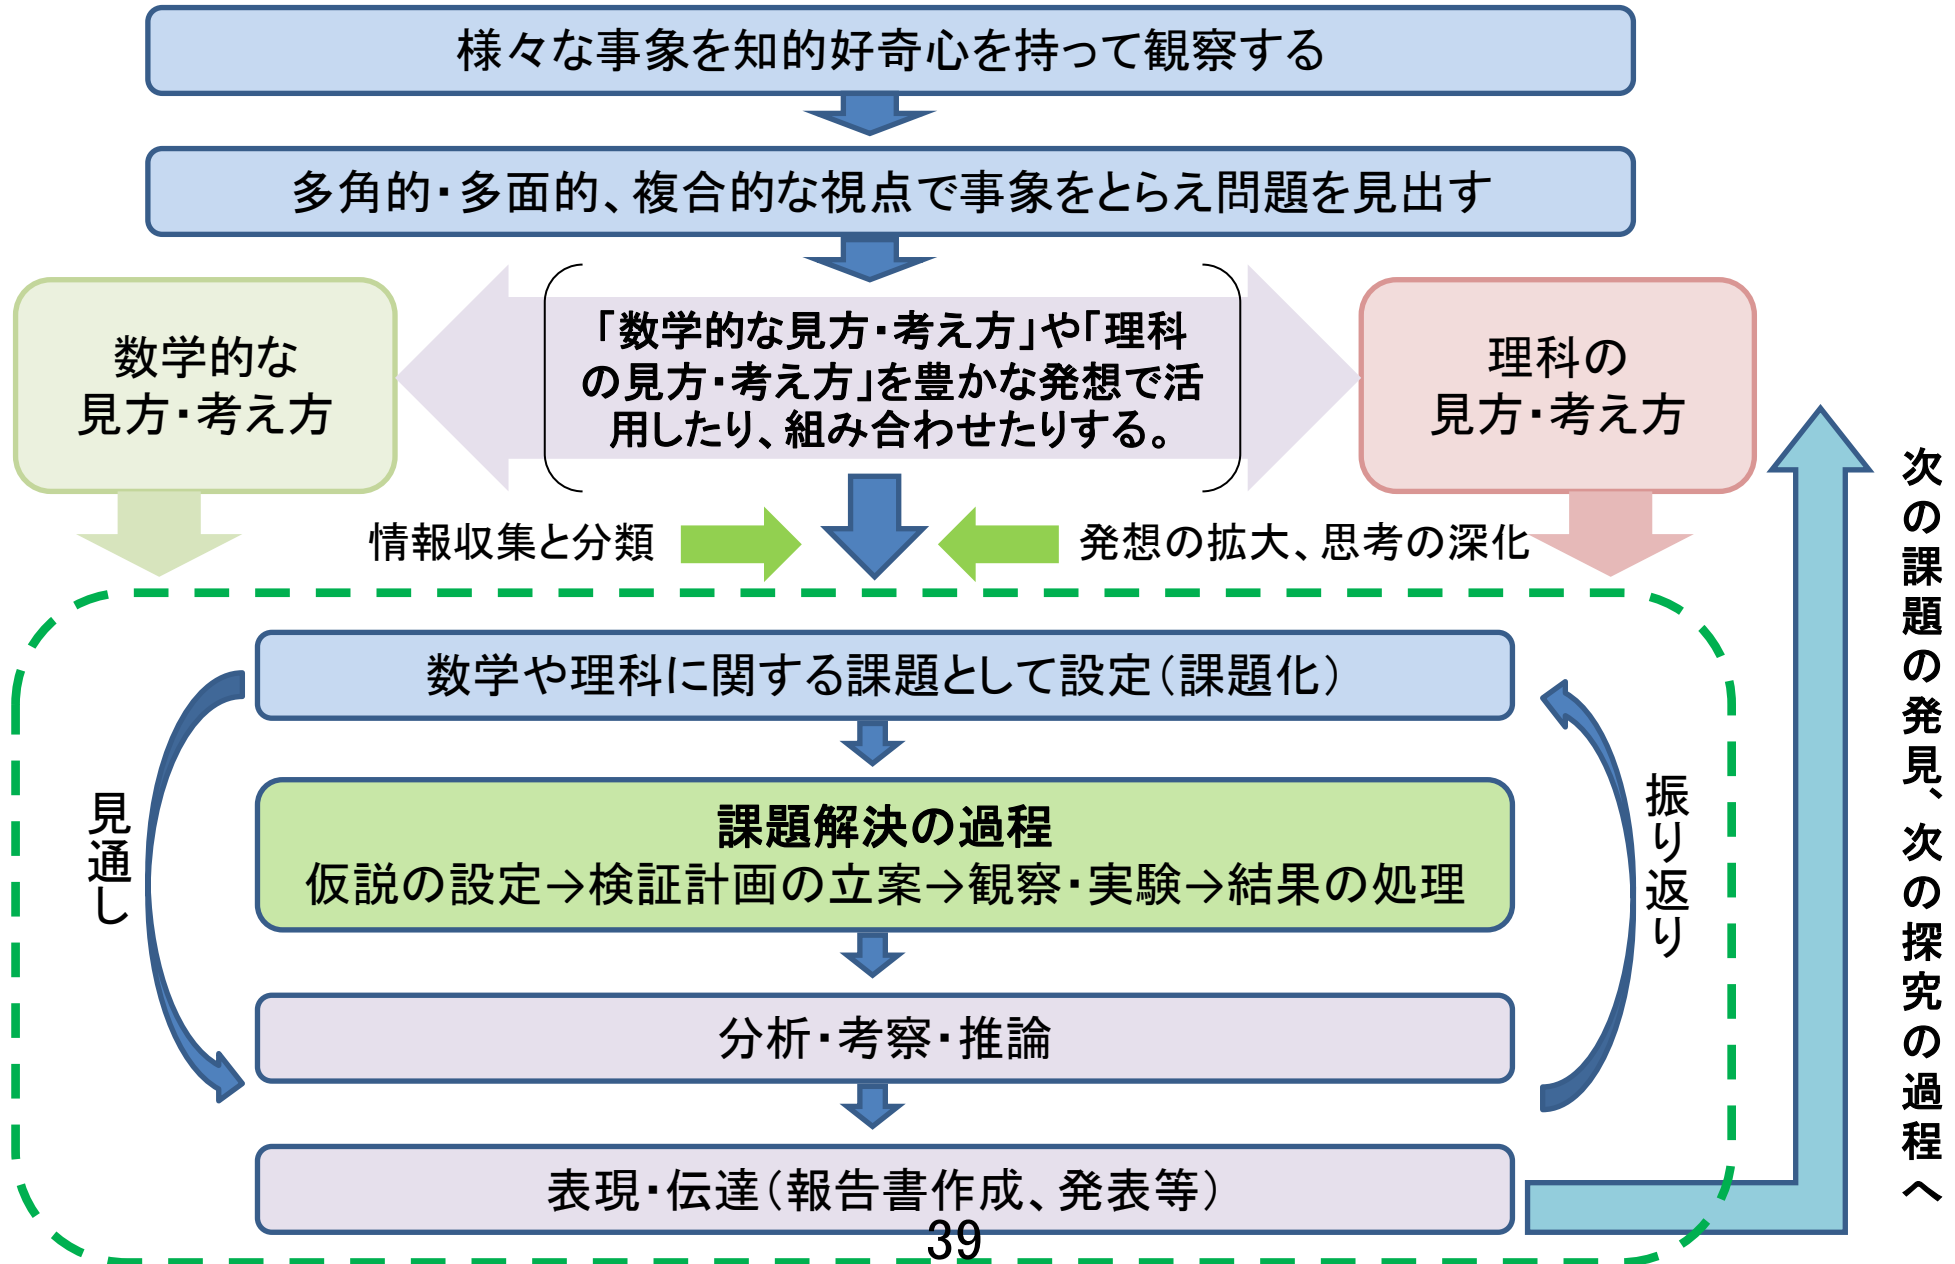 様々な事象を知的好奇心を持って観察する
多角的・多面的、複合的な視点で事象をとらえ問題を見出す
数学的な
見方・考え方
「数学的な見方・考え方」や「理科
の見方・考え方」を豊かな発想で活
用したり、組み合わせたりする。
理科の
見方・考え方
情報収集と分類
発想の拡大、思考の深化
数学や理科に関する課題として設定(課題化)
課題解決の過程
仮説の設定→検証計画の立案→観察・実験→結果の処理
見通し
振り返り
分析・考察・推論
表現・伝達(報告書作成、発表等)
次の課題の発見、次の探究の過程へ
39